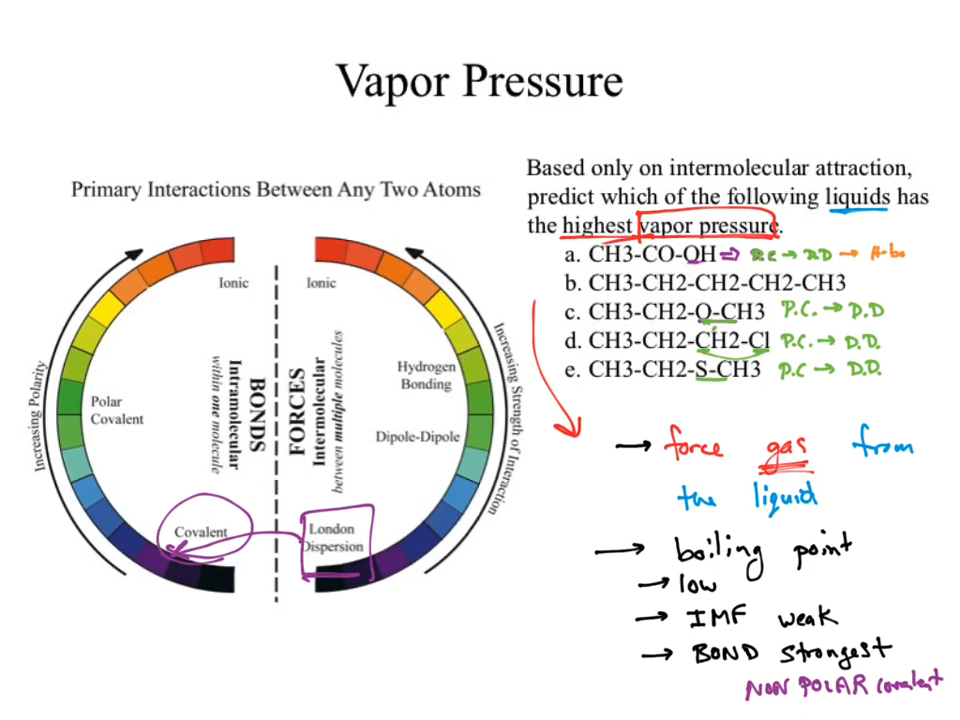 Vapor Pressure
Primary Interactions Between Any Two Atoms
Ionic
Polar
Covalent
Covalent
Increasing Polarity
BONDS
Intramolecular
within one molecule
FORCES
Intermolecular
between multiple molecules
Ionic
Hydrogen
Bonding
Dipole-Dipole
London
Dispersion
Increasing Strength of Interaction
Based only on intermolecular attraction,
predict which of the following liquids has
the highest vapor pressure.
a. CH3-CO-OH ⇒ P.C → D.D → H-bo
b. CH3-CH2-CH2-CH2-CH3
c. CH3-CH2-O-CH3 P.C. → D.D
d. CH3-CH2-CH2-Cl P.C. → D.D.
e. CH3-CH2-S-CH3 P.C → D.D.
→ force gas from
the liquid
→ boiling point
→ low
→ IMF weak
→ BOND strongest
NON POLAR covalent